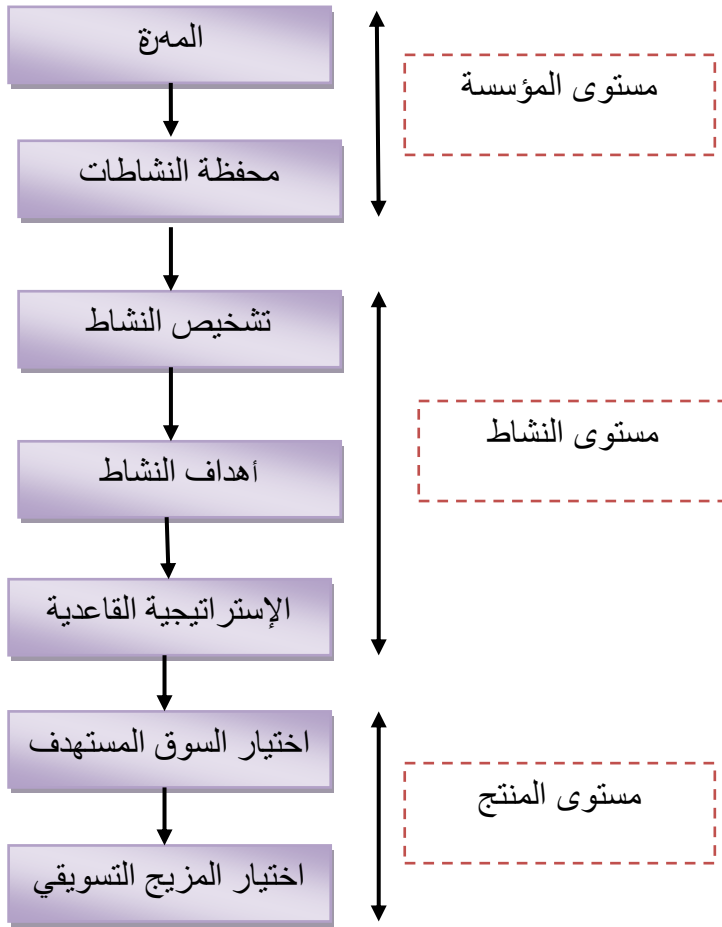 المهنة
مستوى المؤسسة
محفظة النشاطات
تشخيص النشاط
مستوى النشاط
أهداف النشاط
الإستراتيجية القاعدية
اختيار السوق المستهدف
مستوى المنتج
اختيار المزيج التسويقي